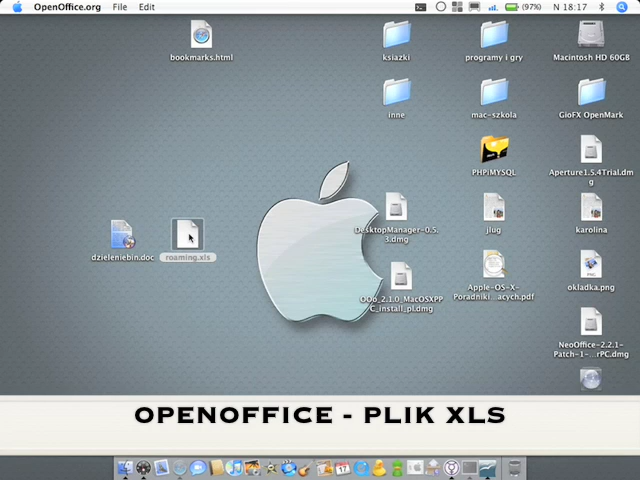 OpenOffice.org File Edit (97%) N 18:17
bookmarks.html
ksiazki
programy i gry
Macintosh HD 60GB
inne
mac-szkola
GioFX OpenMark
PHPiMYSQL
Aperture1.5.4Trial.dm
g
DesktopManager-0.5.
3.dmg
jlug
karolina
dzieleniebin.doc
roaming.xls
OOo_2.1.0_MacOSXPP
C_install_pl.dmg
Apple-OS-X-
Poradniki...acych.pdf
okladka.png
NeoOffice-2.2.1-
Patch-1-...rPC.dmg
OPENOFFICE - PLIK XLS